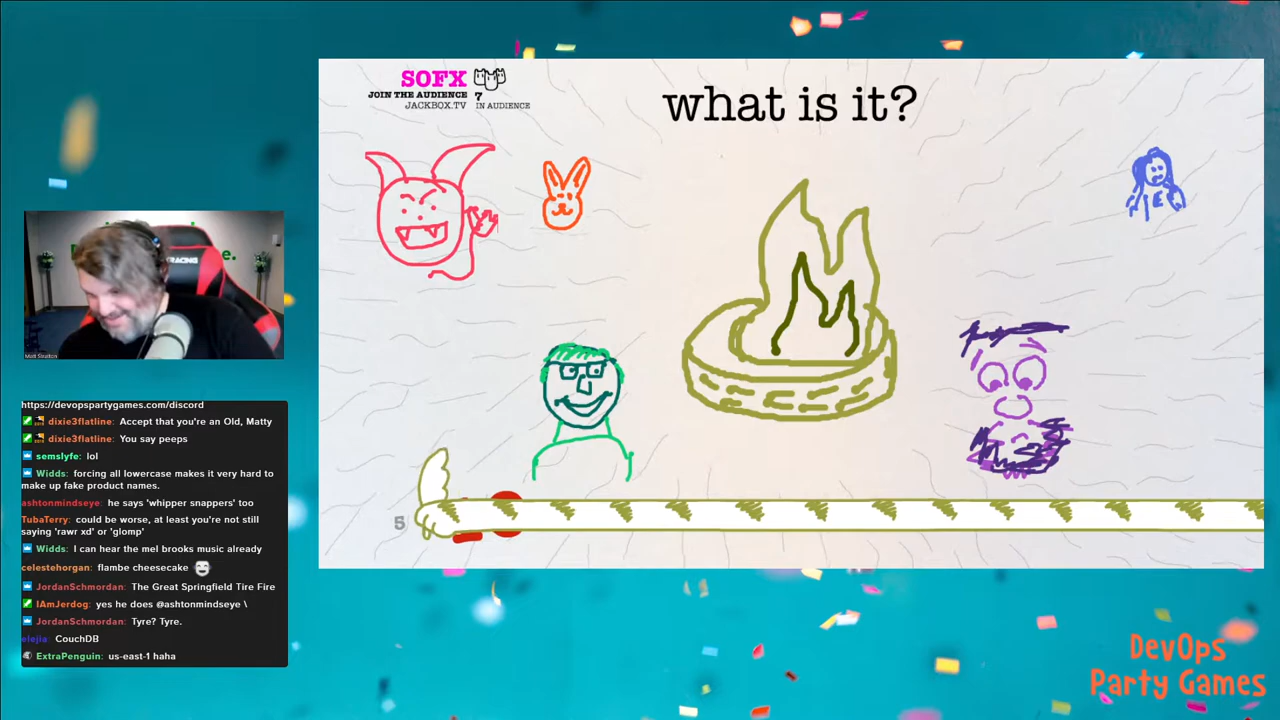 SOFX
JOIN THE AUDIENCE
JACKBOX.TV
7
IN AUDIENCE
what is it?
RACING
e.
Matt Stratton
https://devopspartygames.com/discord
dixie3flatline: Accept that you're an Old, Matty
dixie3flatline: You say peeps
semslyfe: lol
Widds: forcing all lowercase makes it very hard to
make up fake product names.
ashtonmindseye: he says 'whipper snappers' too
TubaTerry: could be worse, at least you're not still
saying 'rawr xd' or 'glomp'
Widds: I can hear the mel brooks music already
celestehorgan: flambe cheesecake
JordanSchmordan: The Great Springfield Tire Fire
IAmJerdog: yes he does @ashtonmindseye \
JordanSchmordan: Tyre? Tyre.
elejia: CouchDB
ExtraPenguin: us-east-1 haha
5
DevOps
Party Games